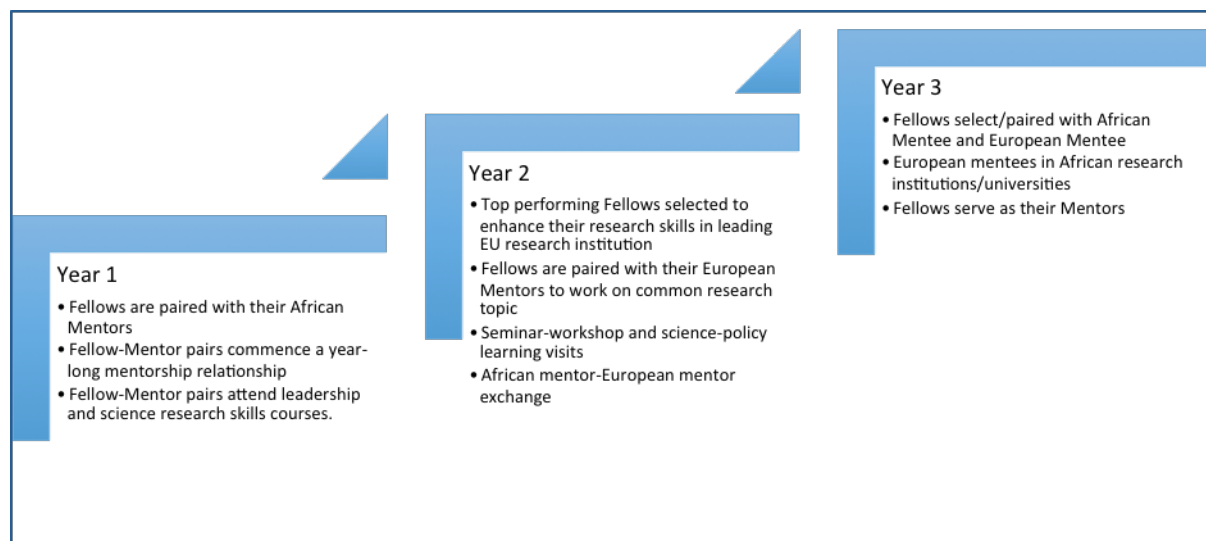 Year 1
• Fellows are paired with their African
Mentors
• Fellow-Mentor pairs commence a year-
long mentorship relationship
• Fellow-Mentor pairs attend leadership
and science research skills courses.
Year 2
• Top performing Fellows selected to
enhance their research skills in leading
EU research institution
• Fellows are paired with their European
Mentors to work on common research
topic
• Seminar-workshop and science-policy
learning visits
• African mentor-European mentor
exchange
Year 3
• Fellows select/paired with African
Mentee and European Mentee
• European mentees in African research
institutions/universities
• Fellows serve as their Mentors